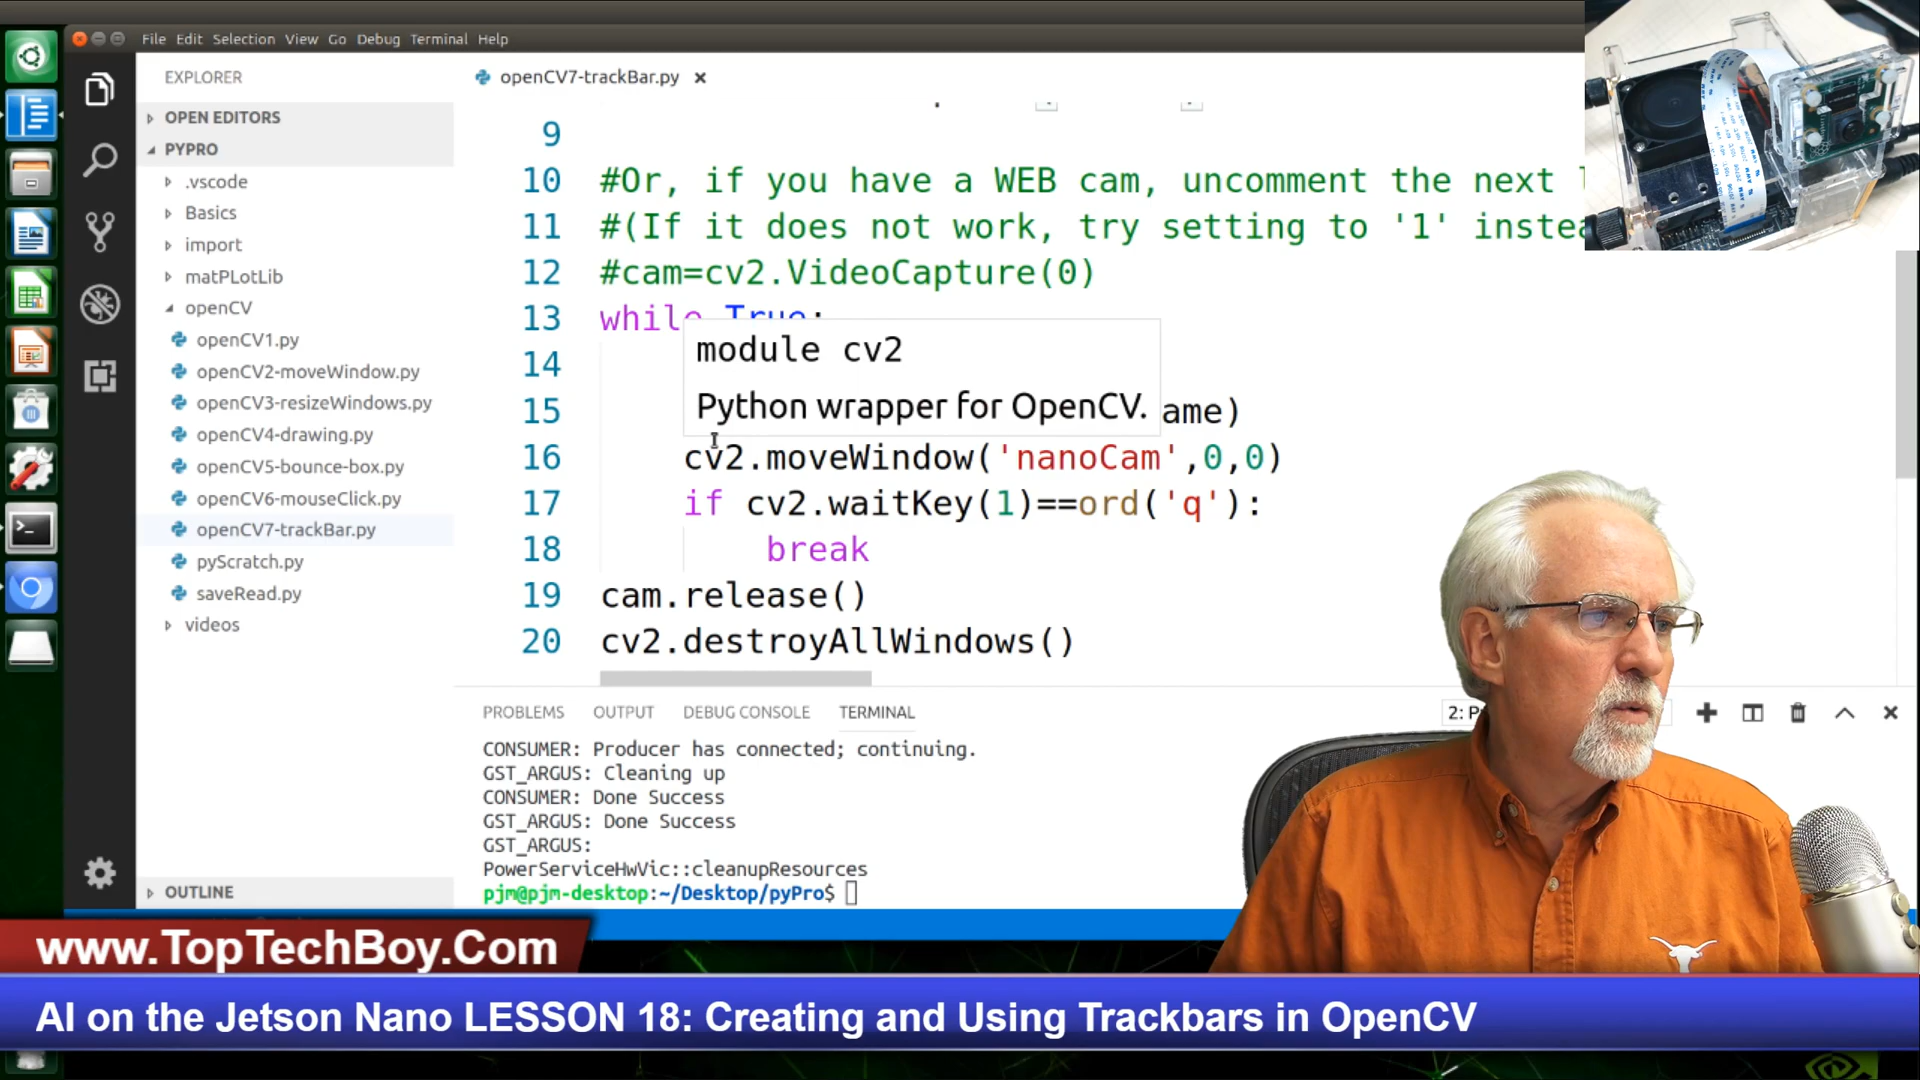 File Edit Selection View Go Debug Terminal Help
EXPLORER
OPEN EDITORS
PYPRO
.vscode
Basics
import
matPLotLib
openCV
openCV1.py
openCV2-moveWindow.py
openCV3-resizeWindows.py
openCV4-drawing.py
openCV5-bounce-box.py
openCV6-mouseClick.py
openCV7-trackBar.py
pyScratch.py
saveRead.py
videos
OUTLINE
openCV7-trackBar.py
9
10 #Or, if you have a WEB cam, uncomment the next
11 #(If it does not work, try setting to '1'
12 #cam=cv2.VideoCapture(0)
13 while True:
module cv2
14
Python wrapper for OpenCV.
15 ame)
16 cv2.moveWindow('nanoCam',0,0)
17 if cv2.waitKey(1)==ord('q'):
18 break
19 cam.release()
20 cv2.destroyAllWindows()
PROBLEMS OUTPUT DEBUG CONSOLE TERMINAL
2:
CONSUMER: Producer has connected; continuing.
GST_ARGUS: Cleaning up
CONSUMER: Done Success
GST_ARGUS: Done Success
GST_ARGUS:
PowerServiceHwVic::cleanupResources
pjm@pjm-desktop:~/Desktop/pyPro$
www.TopTechBoy.Com
AI on the Jetson Nano LESSON 18: Creating and Using Trackbars in OpenCV